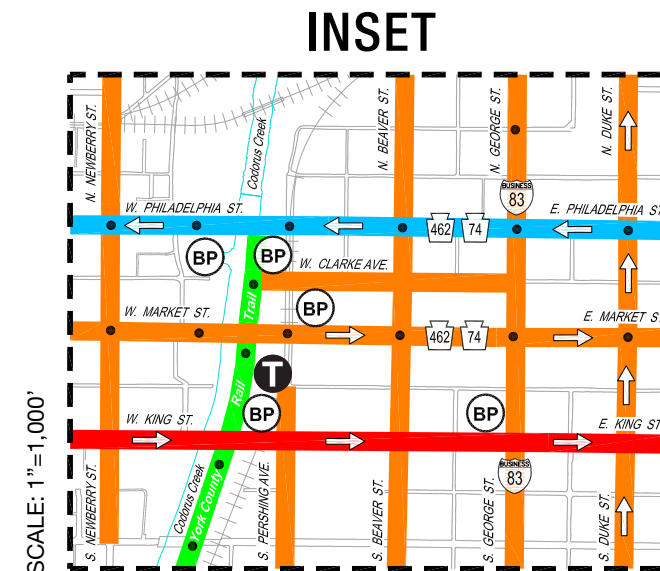 INSET
N. NEWBERRY ST.
Codorus Creek
N. BEAVER ST.
N. GEORGE ST.
N. DUKE ST.
BUSINESS
83
W. PHILADELPHIA ST.
E. PHILADELPHIA ST
462
74
BP
BP
W. CLARKE AVE.
BP
W. MARKET ST.
E. MARKET ST.
462
74
Trail
T
Rail
BP
BP
W. KING ST.
E. KING ST
BUSINESS
83
York County
Codorus Creek
S. NEWBERRY ST.
S. PERSHING AVE.
S. BEAVER ST.
S. GEORGE ST.
S. DUKE ST.
SCALE: 1"=1,000'